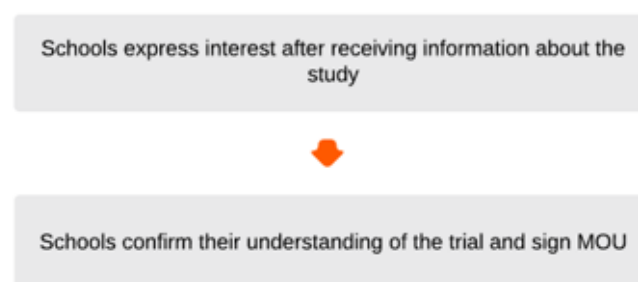 Schools express interest after receiving information about the
study
Schools confirm their understanding of the trial and sign MOU